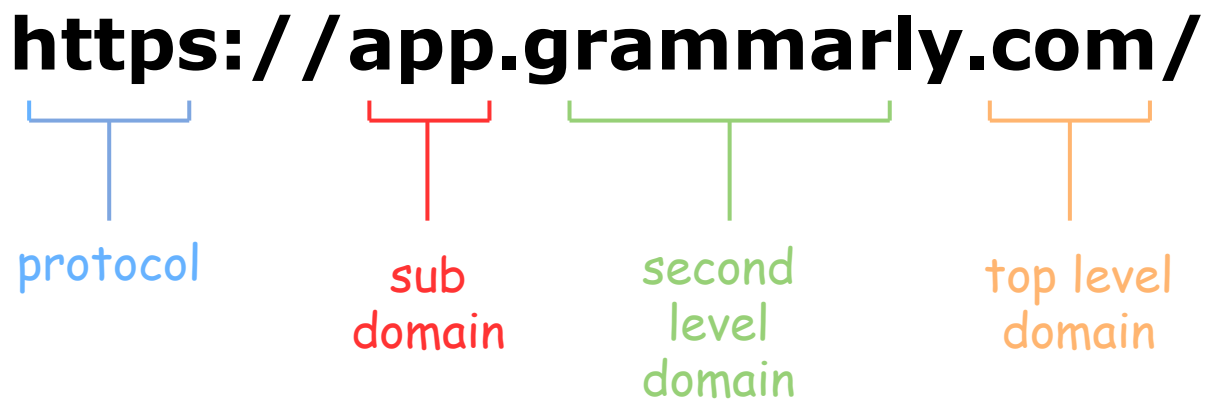 https://app.grammarly.com/
protocol
sub
domain
second
level
domain
top level
domain